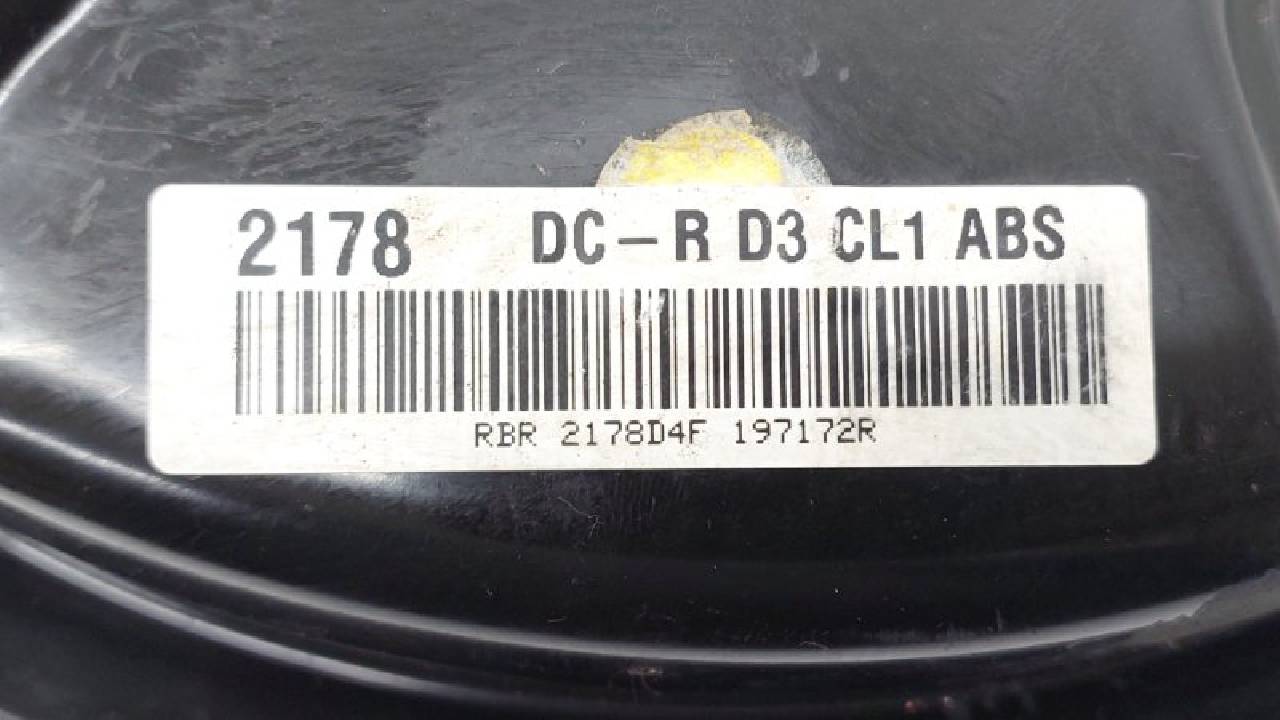 2178 DC-R D3 CL1 ABS
RBR 2178D4F 197172R